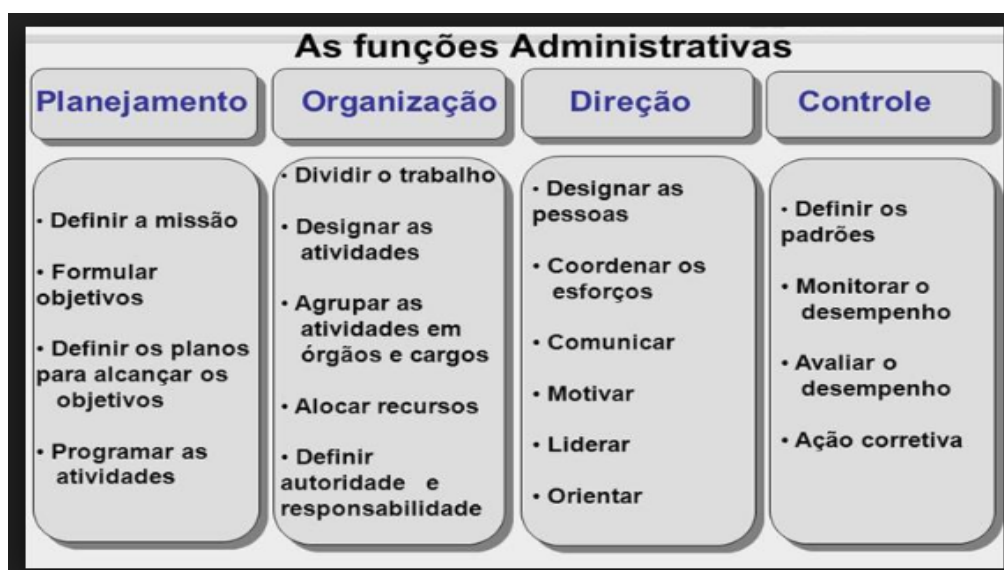 As funções Administrativas
Planejamento
Organização
Direção
Controle
• Definir a missão
• Formular
objetivos
• Definir os planos
para alcançar os
objetivos
• Programar as
atividades
• Dividir o trabalho
• Designar as
atividades
• Agrupar as
atividades em
órgãos e cargos
• Alocar recursos
• Definir
autoridade e
responsabilidade
• Designar as
pessoas
• Coordenar os
esforços
• Comunicar
• Motivar
• Liderar
• Orientar
• Definir os
padrões
• Monitorar o
desempenho
• Avaliar o
desempenho
• Ação corretiva